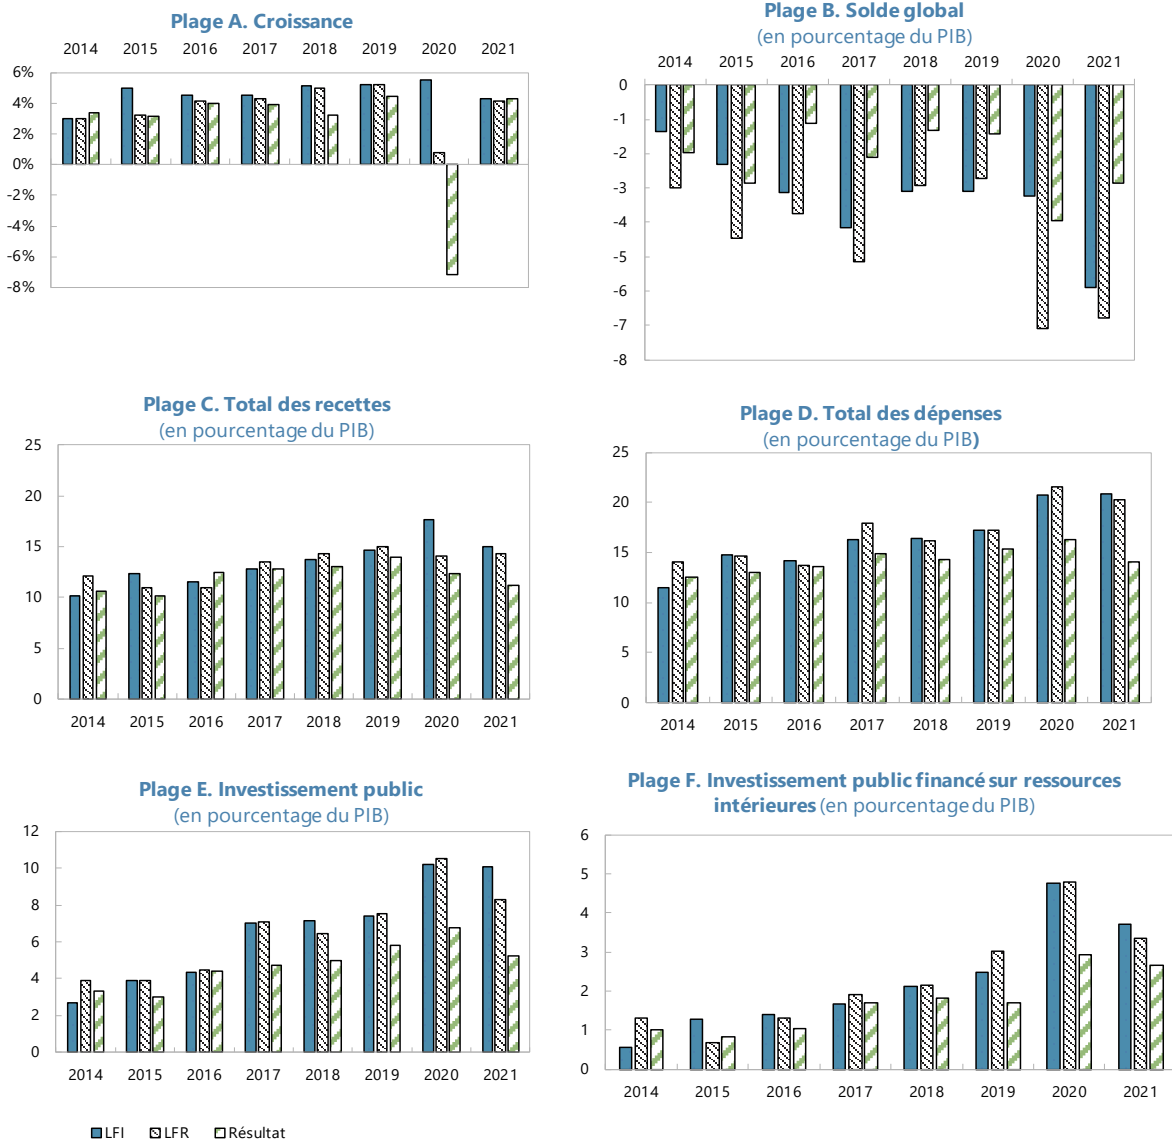 Plage A. Croissance
2014 2015 2016 2017 2018 2019 2020 2021
6%
4%
2%
0%
-2%
-4%
-6%
-8%
Plage B. Solde global
(en pourcentage du PIB)
2014 2015 2016 2017 2018 2019 2020 2021
0
-1
-2
-3
-4
-5
-6
-7
-8
Plage C. Total des recettes
(en pourcentage du PIB)
25
20
15
10
5
0
2014 2015 2016 2017 2018 2019 2020 2021
Plage D. Total des dépenses
(en pourcentage du PIB)
25
20
15
10
5
0
2014 2015 2016 2017 2018 2019 2020 2021
Plage E. Investissement public
(en pourcentage du PIB)
12
10
8
6
4
2
0
2014 2015 2016 2017 2018 2019 2020 2021
Plage F. Investissement public financé sur ressources
intérieures (en pourcentage du PIB)
6
5
4
3
2
1
0
2014 2015 2016 2017 2018 2019 2020 2021
LFI LFR Résultat